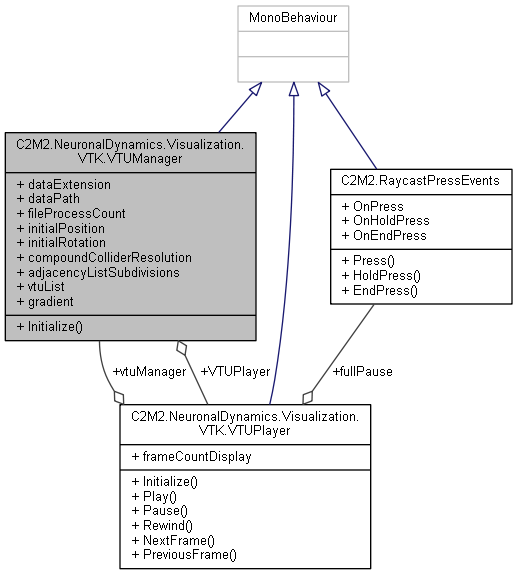 MonoBehaviour
C2M2.NeuronalDynamics.Visualization.
VTK.VTUManager
+ dataExtension
+ dataPath
+ fileProcessCount
+ initialPosition
+ initialRotation
+ compoundColliderResolution
+ adjacencyListSubdivisions
+ vtuList
+ gradient
+ Initialize()
C2M2.RaycastPressEvents
+ OnPress
+ OnHoldPress
+ OnEndPress
+ Press()
+ HoldPress()
+ EndPress()
+vtuManager
+VTUPlayer
+fullPause
C2M2.NeuronalDynamics.Visualization.
VTK.VTUPlayer
+ frameCountDisplay
+ Initialize()
+ Play()
+ Pause()
+ Rewind()
+ NextFrame()
+ PreviousFrame()